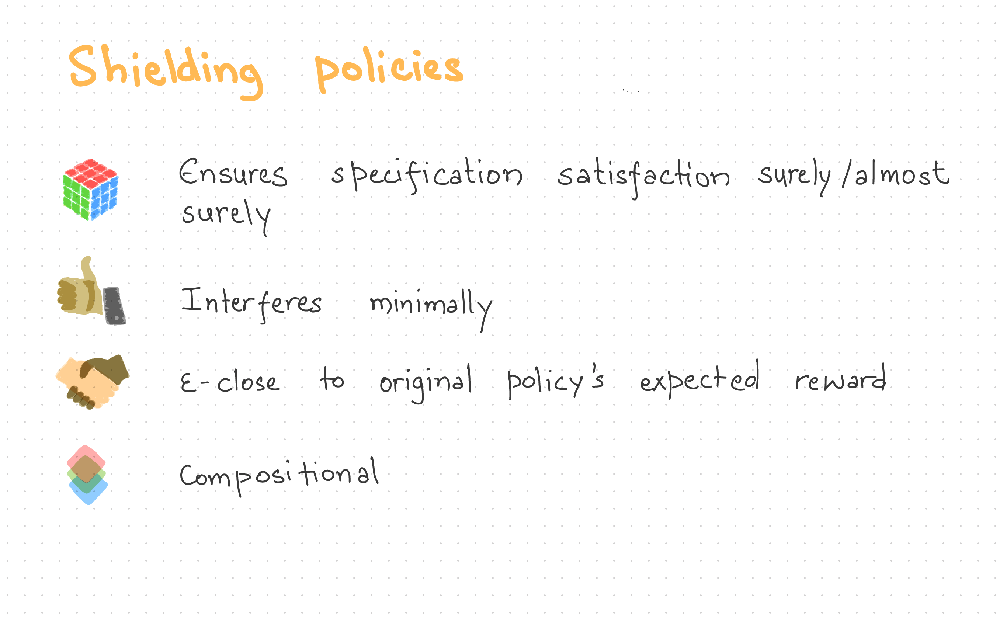 Shielding policies
Ensures specification satisfaction surely/almost
surely
Interferes minimally
ε-close to original policy's expected reward
Compositional